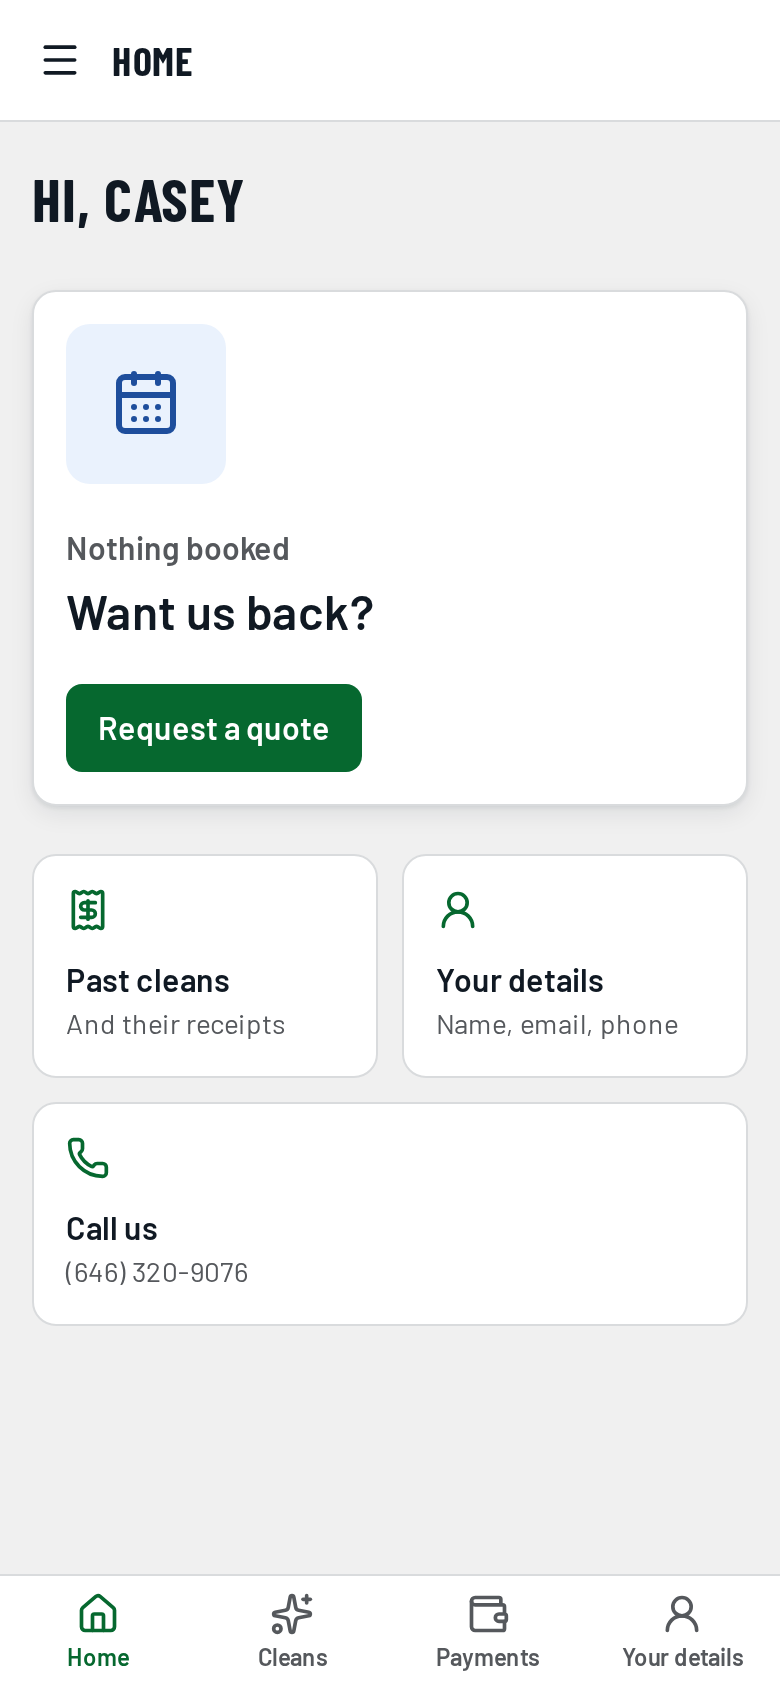 HOME
HI, CASEY
Nothing booked
Want us back?
Request a quote
Past cleans
And their receipts
Your details
Name, email, phone
Call us
(646) 320-9076
Home
Cleans
Payments
Your details